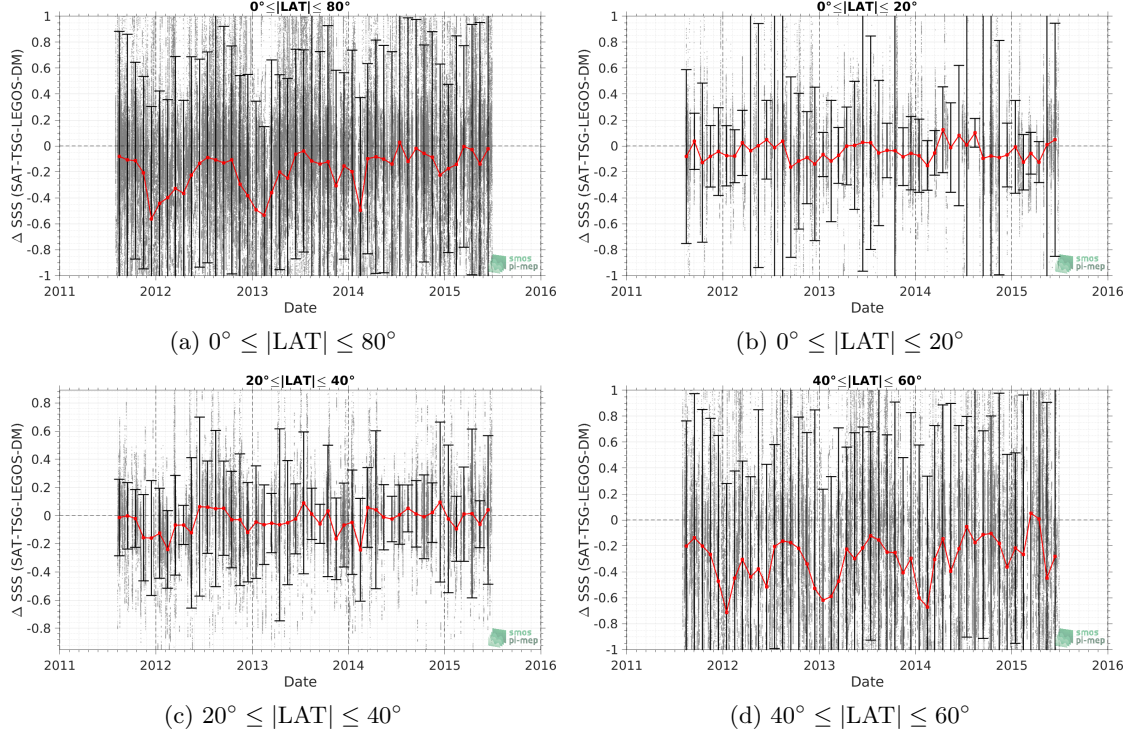 0°≤|LAT|≤ 80°
1
0.8
0.6
0.4
0.2
0
-0.2
-0.4
-0.6
-0.8
-1
Δ SSS (SAT-TSG-LEGOS-DM)
2011 2012 2013 2014 2015 2016
Date
smos
pi-mep
(a) 0° ≤ |LAT| ≤ 80°
0°≤|LAT|≤ 20°
1
0.8
0.6
0.4
0.2
0
-0.2
-0.4
-0.6
-0.8
-1
Δ SSS (SAT-TSG-LEGOS-DM)
2011 2012 2013 2014 2015 2016
Date
smos
pi-mep
(b) 0° ≤ |LAT| ≤ 20°
20°≤|LAT|≤ 40°
0.8
0.6
0.4
0.2
0
-0.2
-0.4
-0.6
-0.8
Δ SSS (SAT-TSG-LEGOS-DM)
2011 2012 2013 2014 2015 2016
Date
smos
pi-mep
(c) 20° ≤ |LAT| ≤ 40°
40°≤|LAT|≤ 60°
1
0.8
0.6
0.4
0.2
0
-0.2
-0.4
-0.6
-0.8
-1
Δ SSS (SAT-TSG-LEGOS-DM)
2011 2012 2013 2014 2015 2016
Date
smos
pi-mep
(d) 40° ≤ |LAT| ≤ 60°